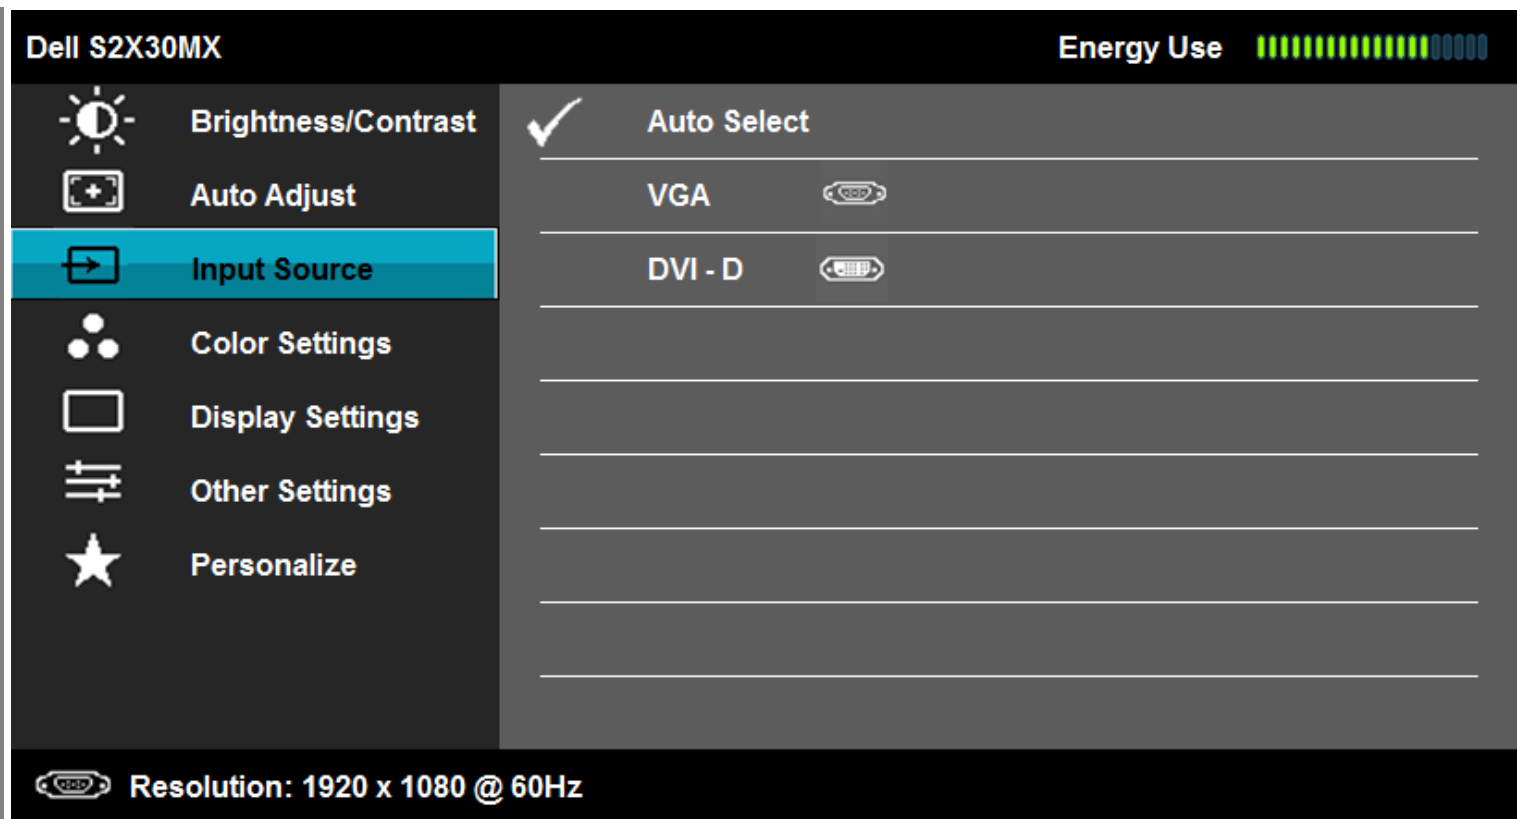 Dell S2X30MX
Energy Use
Brightness/Contrast
Auto Select
Auto Adjust
VGA
Input Source
DVI - D
Color Settings
Display Settings
Other Settings
Personalize
Resolution: 1920 x 1080 @ 60Hz